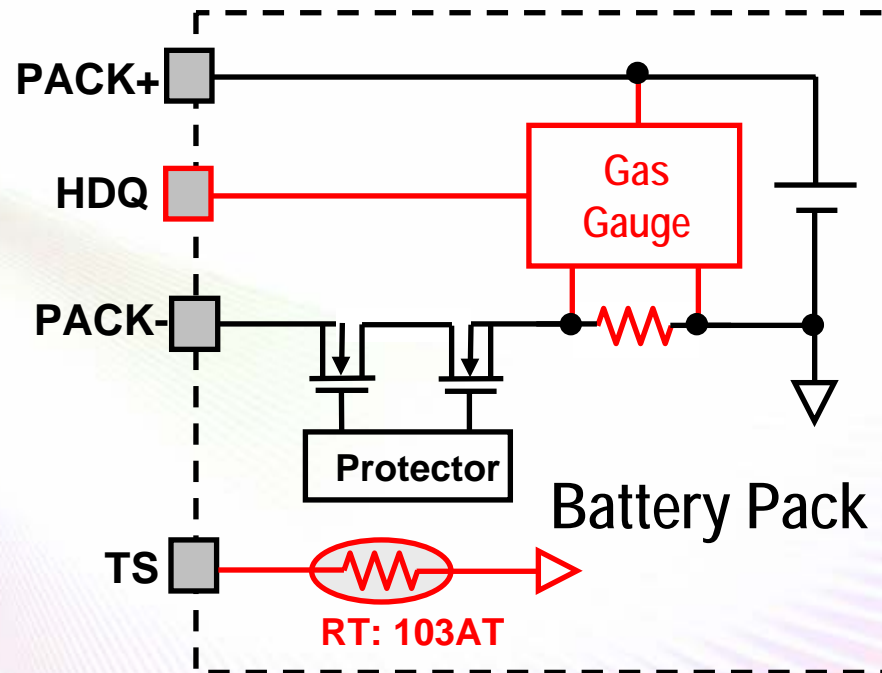 PACK+
HDQ
Gas
Gauge
PACK-
Protector
Battery Pack
TS
RT: 103AT